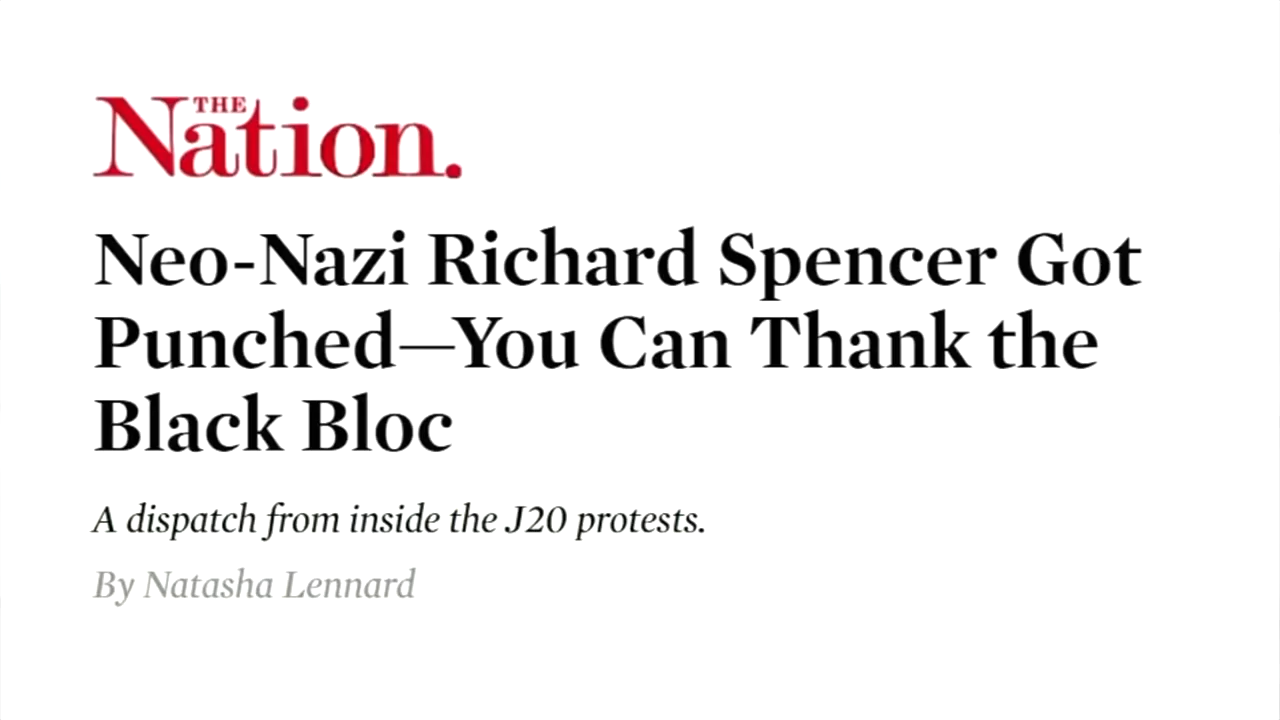 THE Nation.
Neo-Nazi Richard Spencer Got
Punched—You Can Thank the
Black Bloc
A dispatch from inside the J20 protests.
By Natasha Lennard